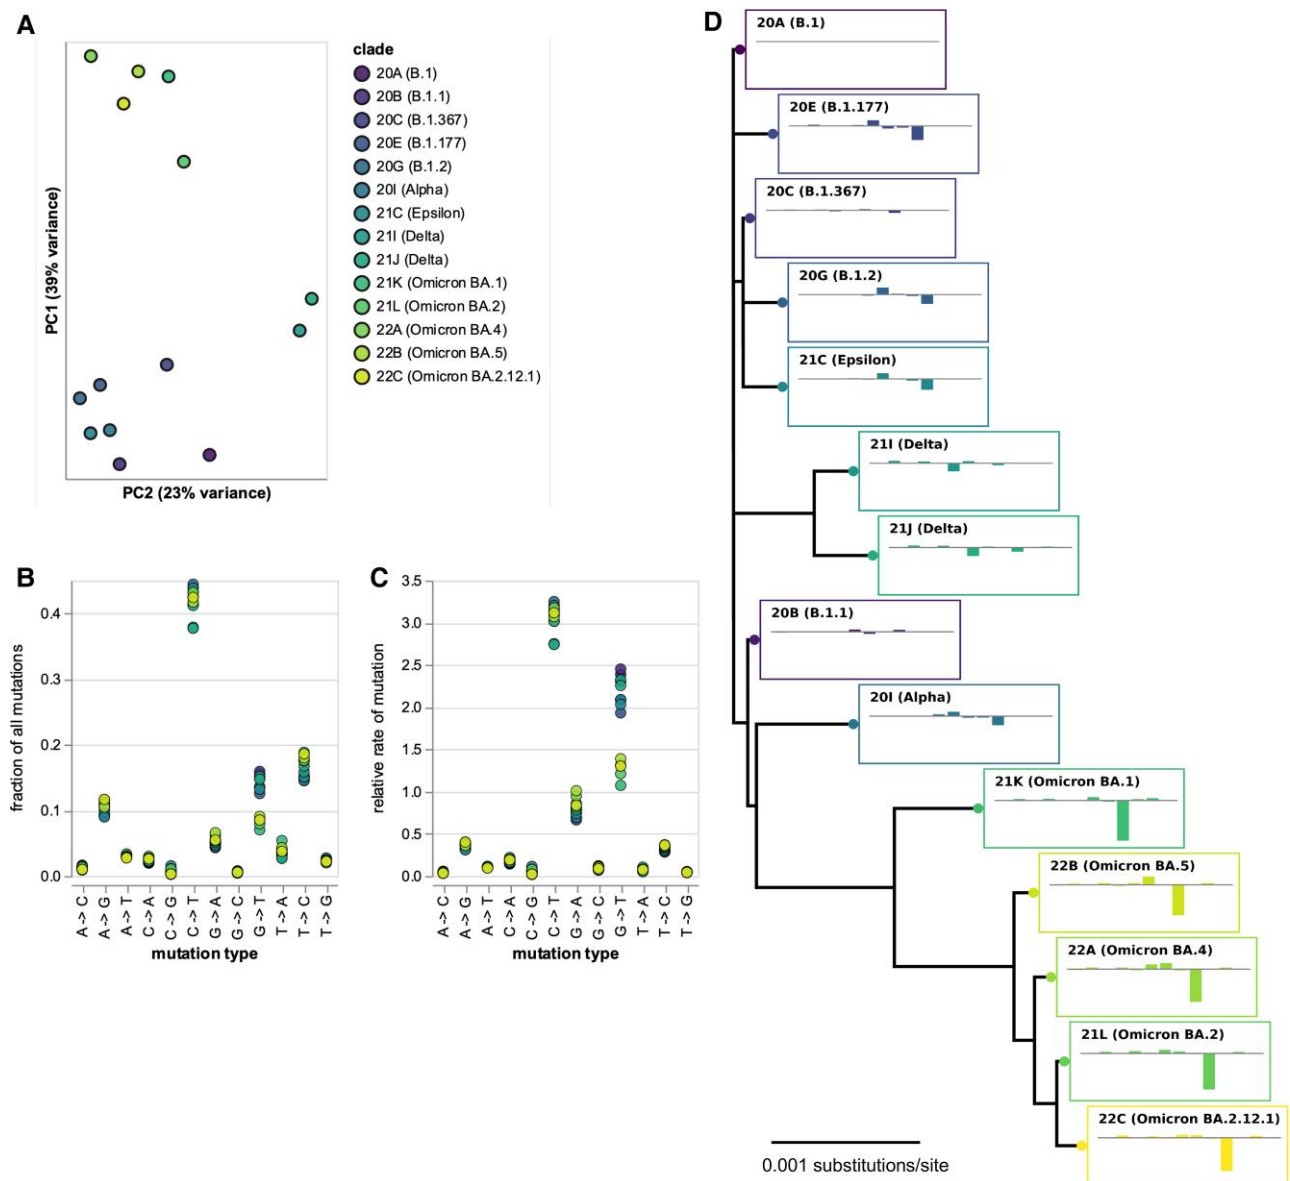 A
PC1 (39% variance)
PC2 (23% variance)
clade
20A (B.1)
20B (B.1.1)
20C (B.1.367)
20E (B.1.177)
20G (B.1.2)
20I (Alpha)
21C (Epsilon)
21I (Delta)
21J (Delta)
21K (Omicron BA.1)
21L (Omicron BA.2)
22A (Omicron BA.4)
22B (Omicron BA.5)
22C (Omicron BA.2.12.1)
B
fraction of all mutations
0.4
0.3
0.2
0.1
0.0
A -> C
A -> G
A -> T
C -> A
C -> G
C -> T
G -> A
G -> C
G -> T
T -> A
T -> C
T -> G
mutation type
C
relative rate of mutation
3.5
3.0
2.5
2.0
1.5
1.0
0.5
0.0
A -> C
A -> G
A -> T
C -> A
C -> G
C -> T
G -> A
G -> C
G -> T
T -> A
T -> C
T -> G
mutation type
D
20A (B.1)
20E (B.1.177)
20C (B.1.367)
20G (B.1.2)
21C (Epsilon)
21I (Delta)
21J (Delta)
20B (B.1.1)
20I (Alpha)
21K (Omicron BA.1)
22B (Omicron BA.5)
22A (Omicron BA.4)
21L (Omicron BA.2)
22C (Omicron BA.2.12.1)
0.001 substitutions/site